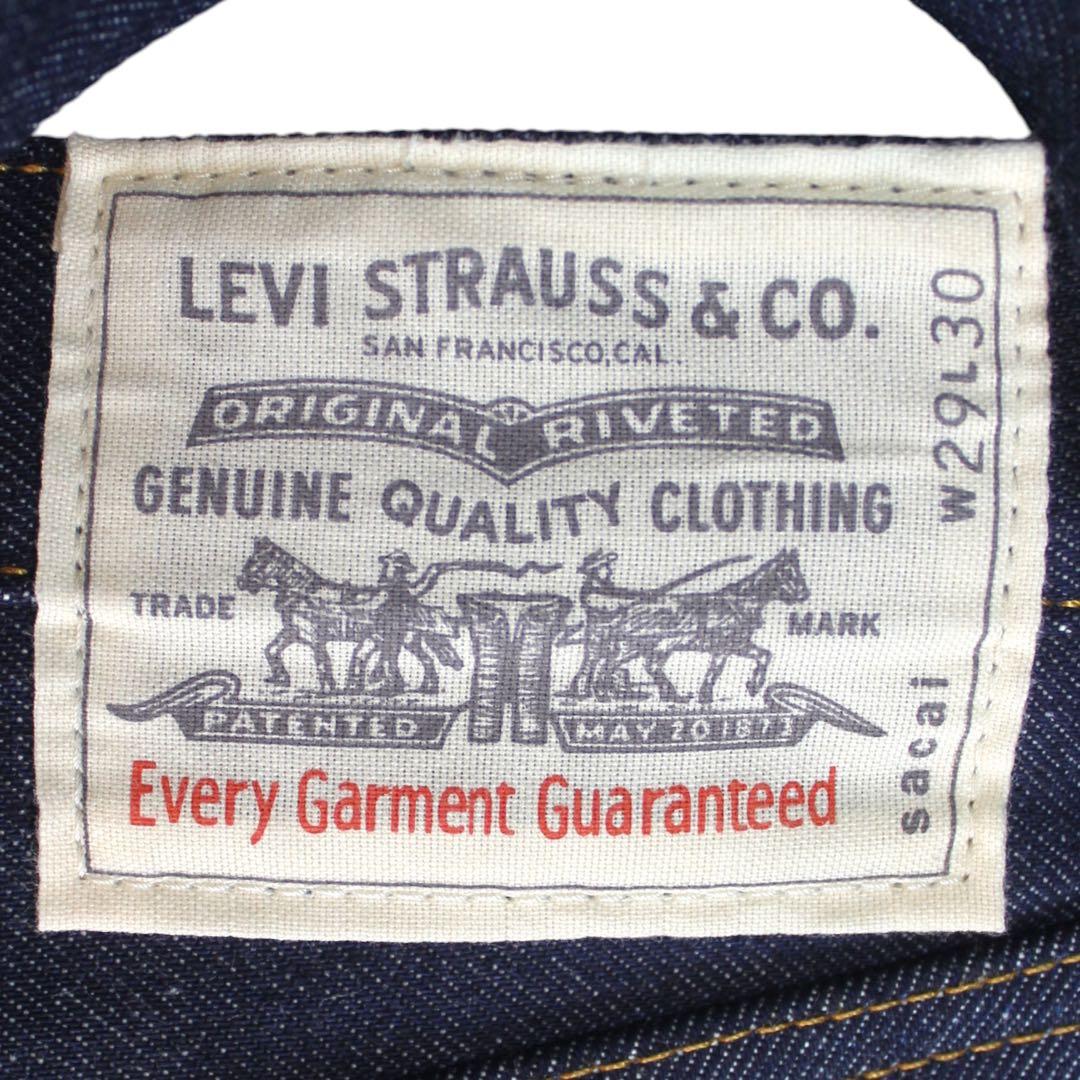 LEVI STRAUSS & CO.
SAN FRANCISCO, CAL.
ORIGINAL RIVETED
GENUINE QUALITY CLOTHING
TRADE MARK
PATENTED MAY 20 1873
Every Garment Guaranteed
W29L30
sacai